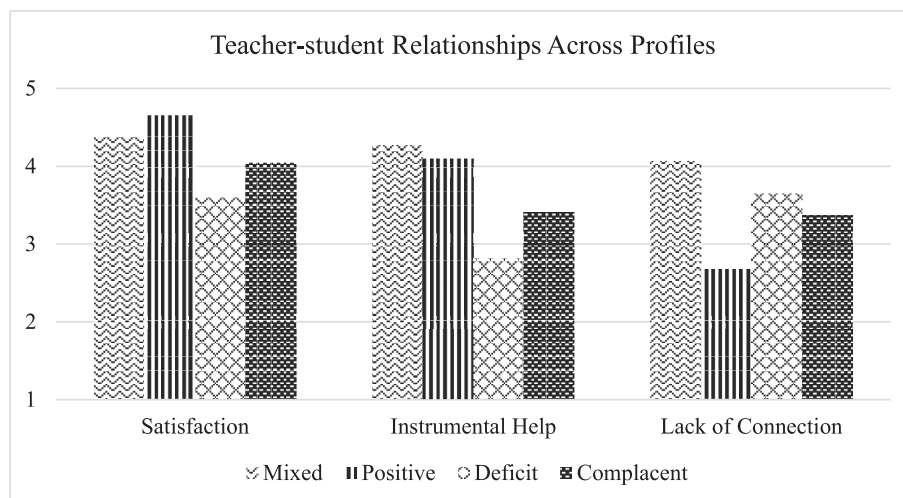 Teacher-student Relationships Across Profiles
5
4
3
2
1
Satisfaction Instrumental Help Lack of Connection
Mixed Positive Deficit Complacent